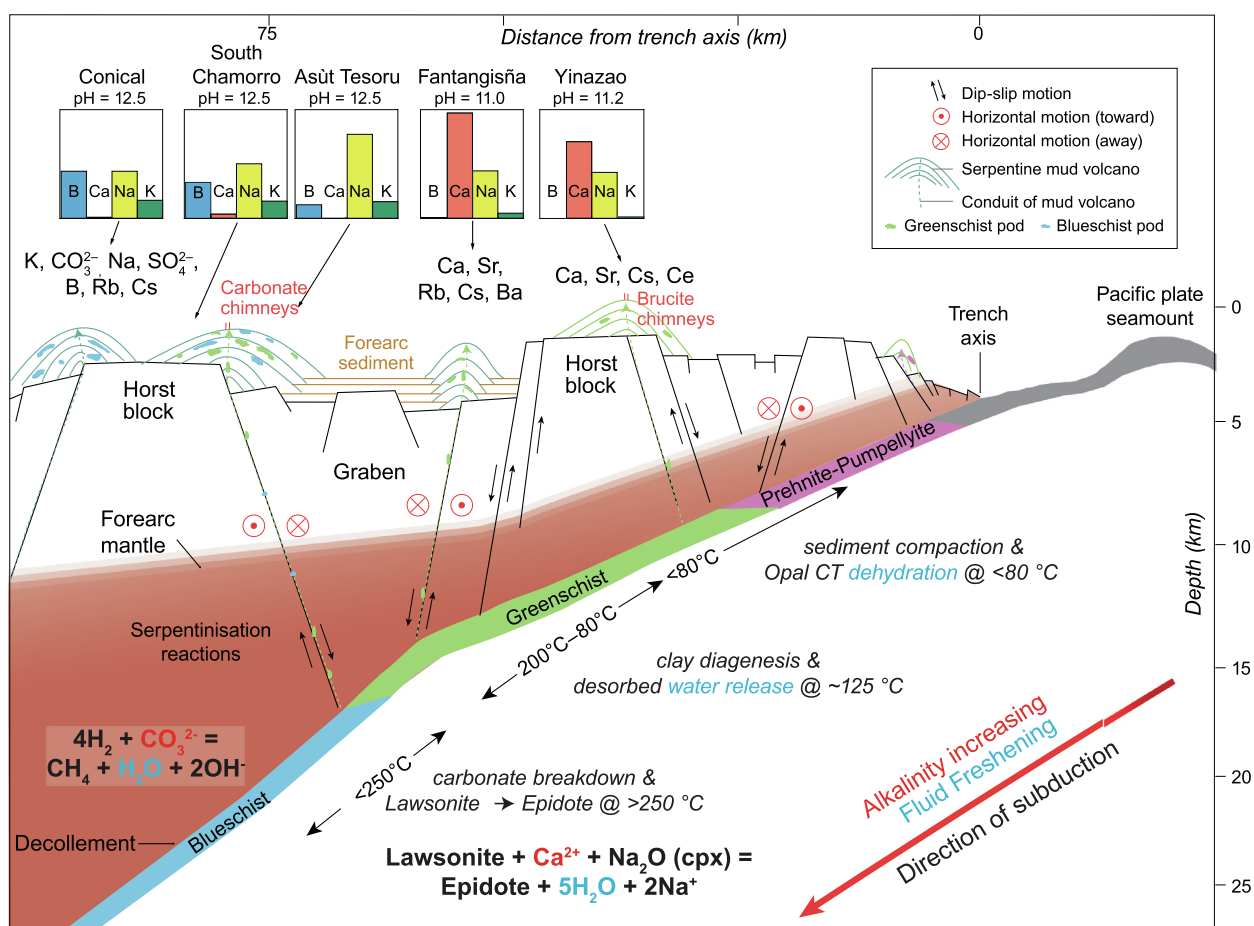 75
0
Distance from trench axis (km)
Conical
pH = 12.5
South
Chamorro
pH = 12.5
Asùt Tesoru
pH = 12.5
Fantangisña
pH = 11.0
Yinazao
pH = 11.2
B Ca Na K
B Ca Na K
B Ca Na K
B Ca Na K
B Ca Na K
Dip-slip motion
Horizontal motion (toward)
Horizontal motion (away)
Serpentine mud volcano
Conduit of mud volcano
Greenschist pod
Blueschist pod
K, CO₃²⁻, Na, SO₄²⁻,
B, Rb, Cs
Ca, Sr,
Rb, Cs, Ba
Ca, Sr, Cs, Ce
Carbonate
chimneys
Brucite
chimneys
Forearc
sediment
Trench
axis
Pacific plate
seamount
Horst
block
Horst
block
Graben
Forearc
mantle
Serpentinisation
reactions
Prehnite-Pumpellyite
Greenschist
Blueschist
Decollement
<80°C
200°C–80°C
<250°C
sediment compaction &
Opal CT dehydration @ <80 °C
clay diagenesis &
desorbed water release @ ~125 °C
carbonate breakdown &
Lawsonite → Epidote @ >250 °C
4H₂ + CO₃²⁻ =
CH₄ + H₂O + 2OH⁻
Lawsonite + Ca²⁺ + Na₂O (cpx) =
Epidote + 5H₂O + 2Na⁺
Alkalinity increasing
Fluid Freshening
Direction of subduction
0
5
10
15
20
25
Depth (km)